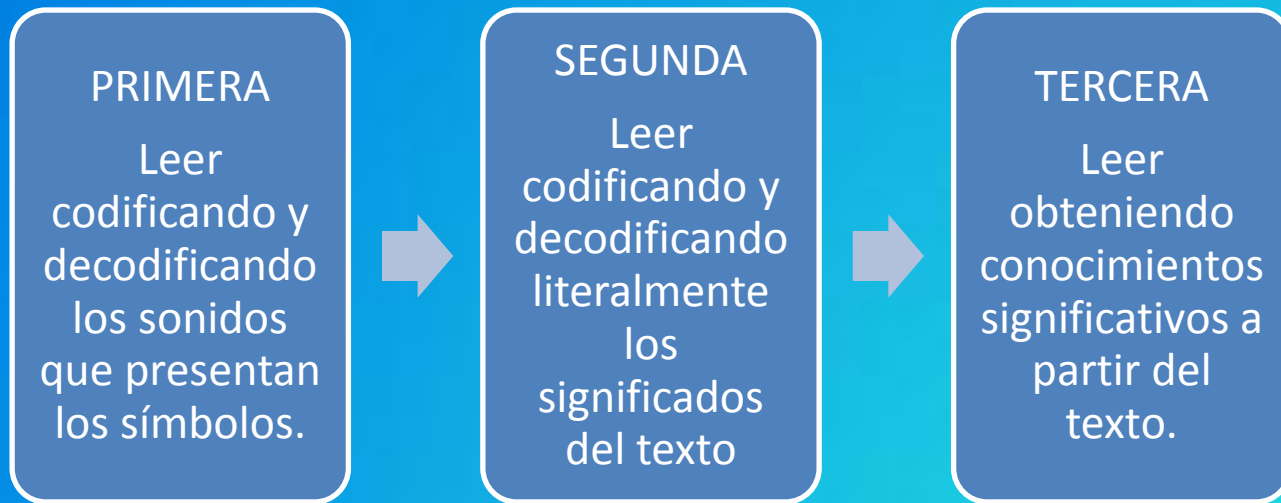 PRIMERA
Leer
codificando y
decodificando
los sonidos
que presentan
los símbolos.
SEGUNDA
Leer
codificando y
decodificando
literalmente
los
significados
del texto
TERCERA
Leer
obteniendo
conocimientos
significativos a
partir del
texto.